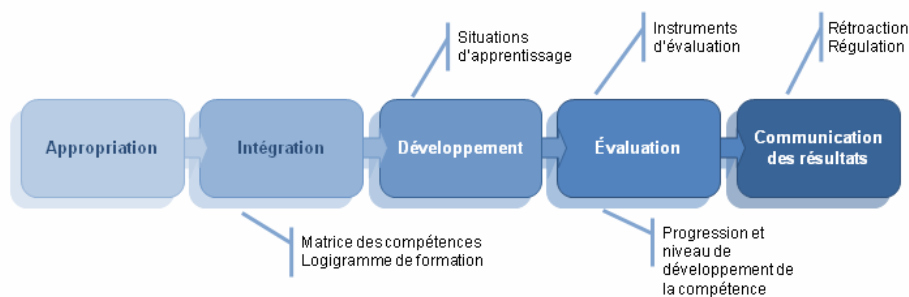 Situations
d'apprentissage
Instruments
d'évaluation
Rétroaction
Régulation
Appropriation
Intégration
Développement
Évaluation
Communication
des résultats
Matrice des compétences
Logigramme de formation
Progression et
niveau de
développement de
la compétence